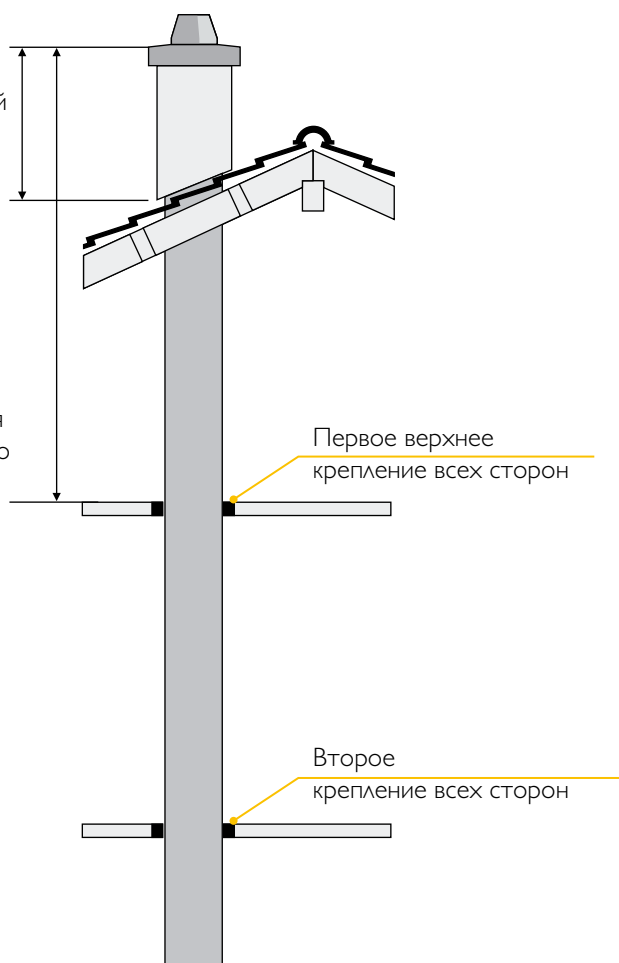 й
я
о
Первое верхнее
крепление всех сторон
Второе
крепление всех сторон